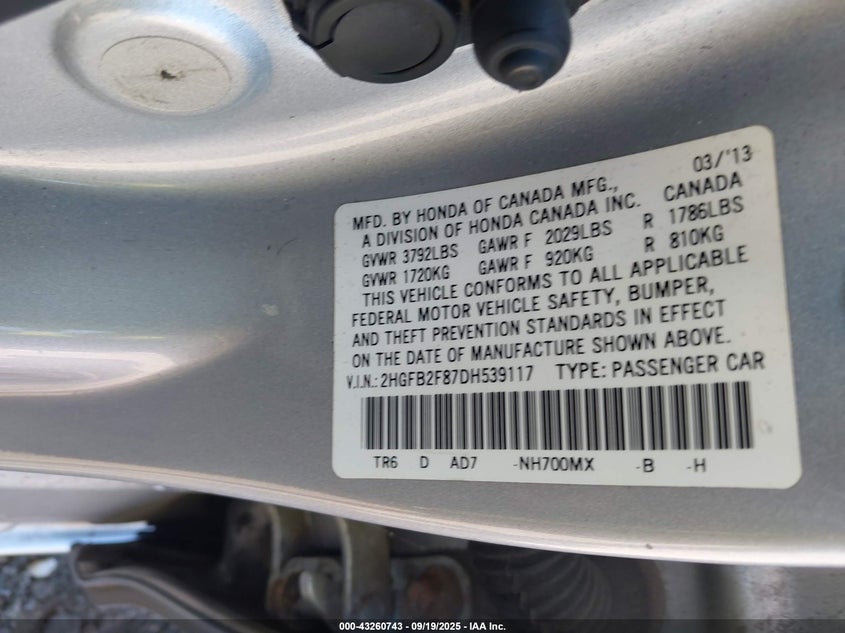 03/'13
MFD. BY HONDA OF CANADA MFG.,
A DIVISION OF HONDA CANADA INC. CANADA
GVWR 3792LBS GAWR F 2029LBS R 1786LBS
GVWR 1720KG GAWR F 920KG R 810KG
THIS VEHICLE CONFORMS TO ALL APPLICABLE
FEDERAL MOTOR VEHICLE SAFETY, BUMPER,
AND THEFT PREVENTION STANDARDS IN EFFECT
ON THE DATE OF MANUFACTURE SHOWN ABOVE.
V.I.N.: 2HGFB2F87DH539117 TYPE: PASSENGER CAR
TR6 D AD7 -NH700MX -B -H
000-43260743 - 09/19/2025 - IAA Inc.